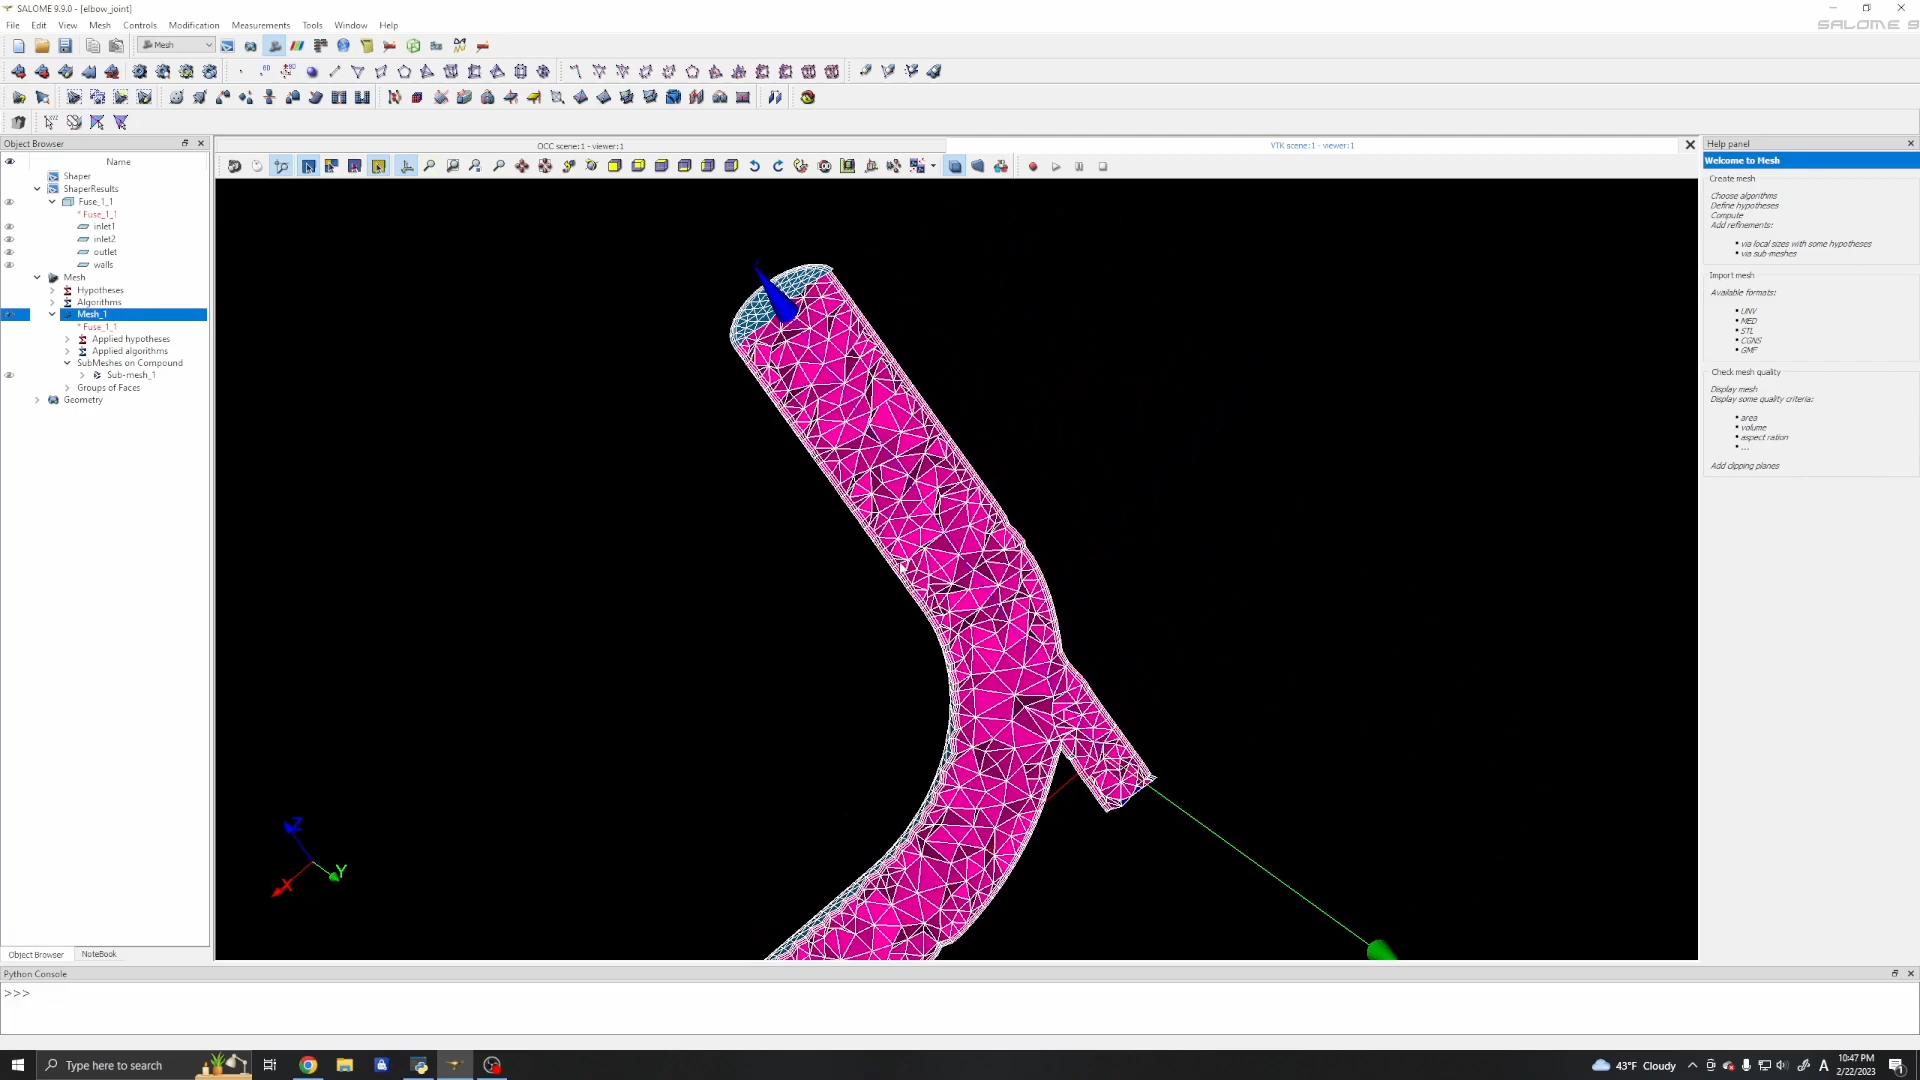 SALOME 9.9.0 - [elbow_joint]
File Edit View Mesh Controls Modification Measurements Tools Window Help
SALOME 9
Mesh
Object Browser
OCC scene:1 - viewer:1
VTK scene:1 - viewer:1
Help panel
Name
Welcome to Mesh
Shaper
ShaperResults
Fuse_1_1
* Fuse_1_1
inlet1
inlet2
outlet
walls
Mesh
Hypotheses
Algorithms
Mesh_1
* Fuse_1_1
Applied hypotheses
Applied algorithms
SubMeshes on Compound
Sub-mesh_1
Groups of Faces
Geometry
Create mesh
Choose algorithms
Define hypotheses
Compute
Add refinements:
• via local sizes with some hypotheses
• via sub-meshes
Import mesh
Available formats:
• UNV
• MED
• STL
• CGNS
• GMF
Check mesh quality
Display mesh
Display some quality criteria:
• area
• volume
• aspect ration
• ...
Add clipping planes
Z
Y
X
Object Browser NoteBook
Python Console
>>>
Type here to search
43°F Cloudy
A
10:47 PM
2/22/2023